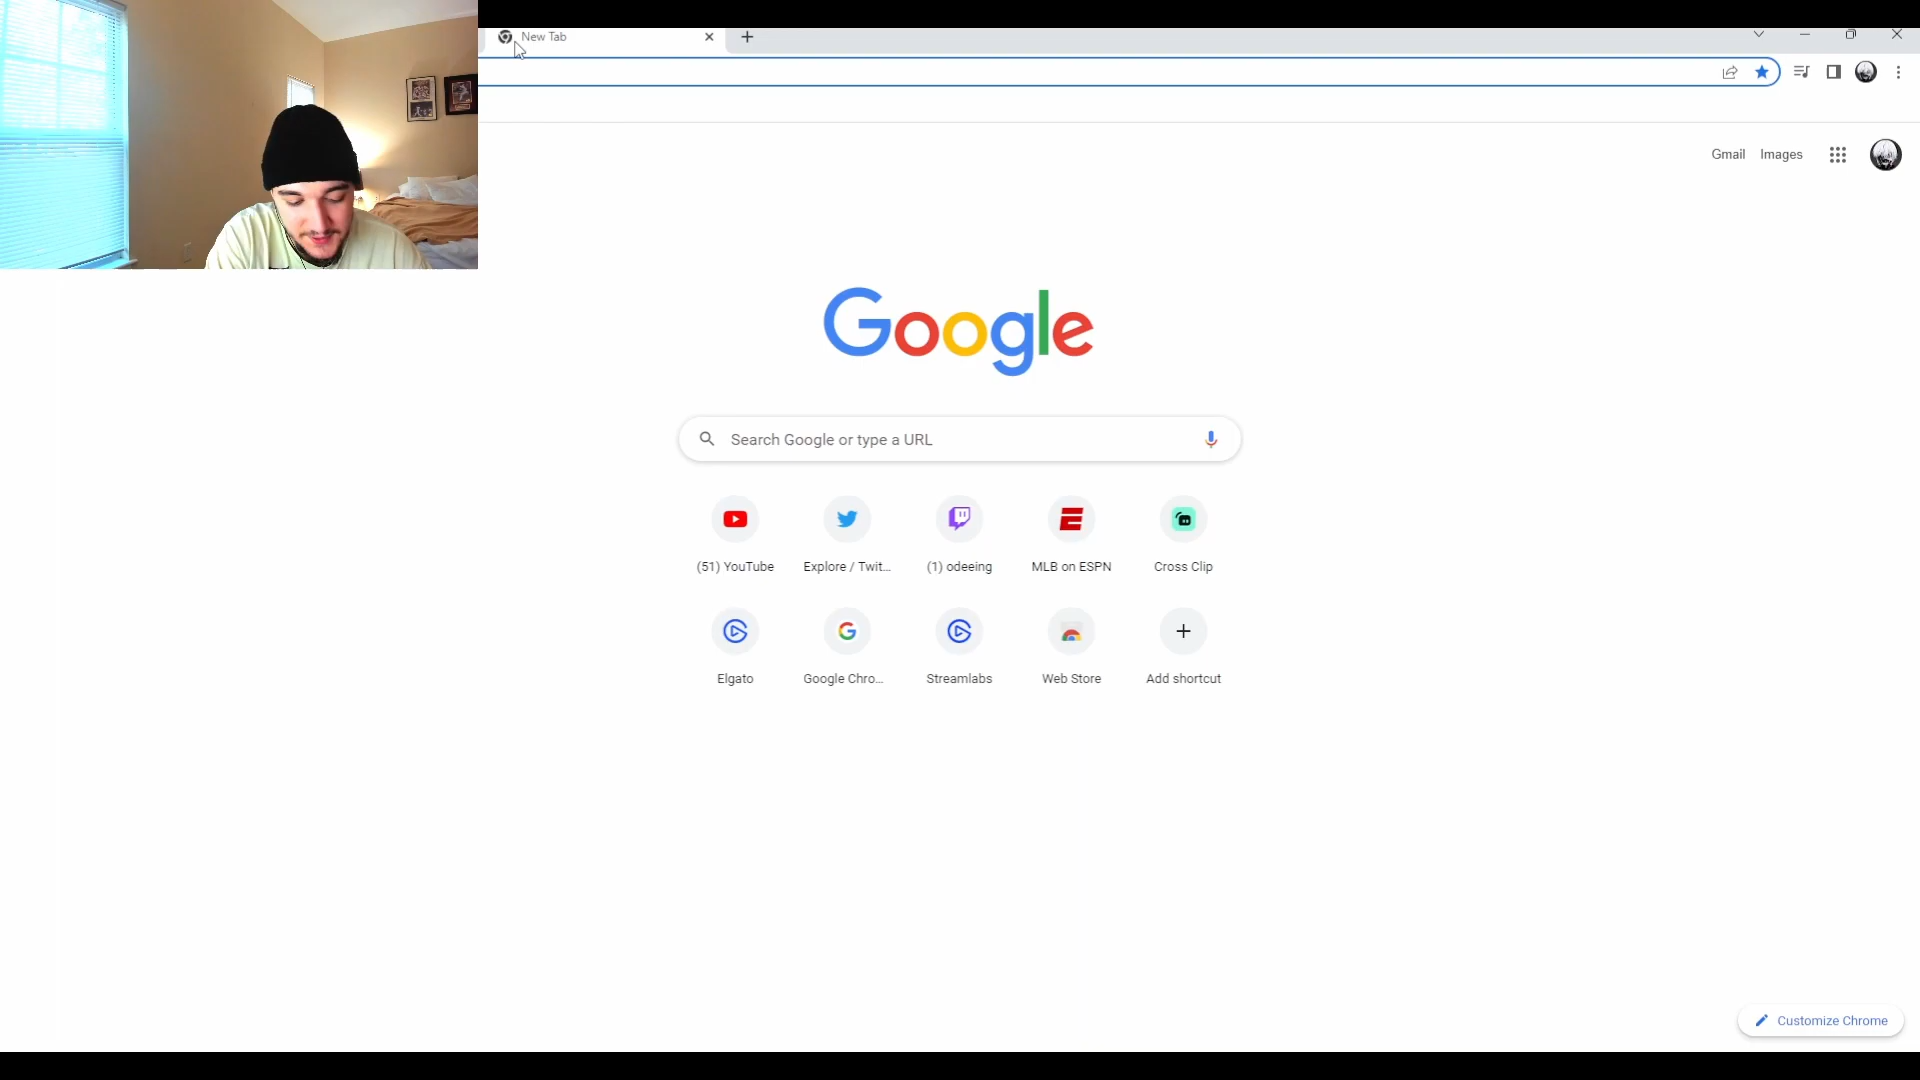 New Tab
Gmail Images
Google
Search Google or type a URL
(51) YouTube
Explore / Twit...
(1) odeeing
MLB on ESPN
Cross Clip
Elgato
Google Chro...
Streamlabs
Web Store
Add shortcut
Customize Chrome